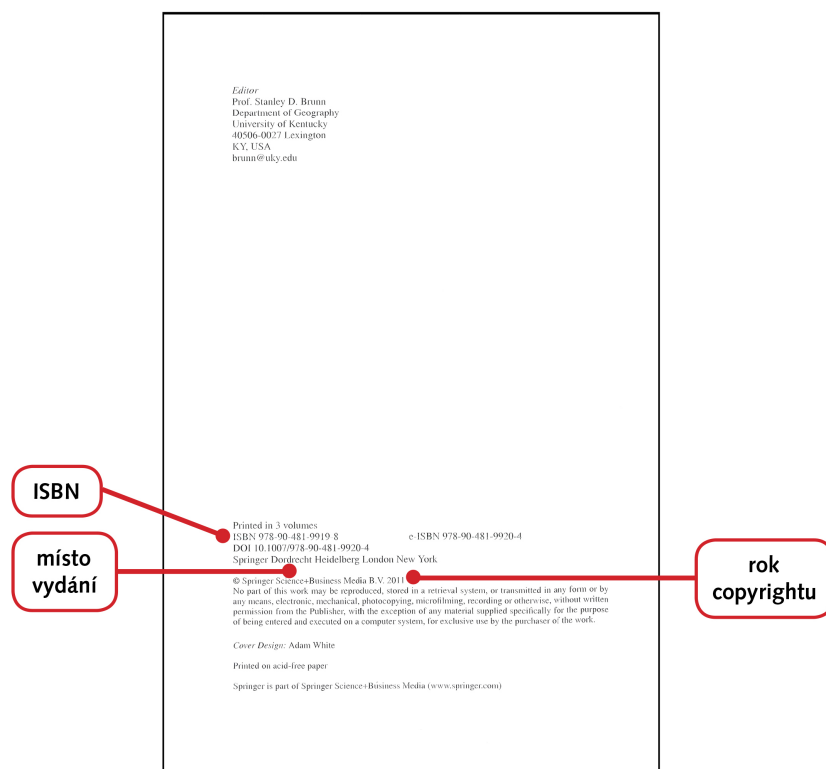 Editor
Prof. Stanley D. Brunn
Department of Geography
University of Kentucky
40506-0027 Lexington
KY, USA
brunn@uky.edu
ISBN
místo
vydání
Printed in 3 volumes
ISBN 978-90-481-9919-8 e-ISBN 978-90-481-9920-4
DOI 10.1007/978-90-481-9920-4
Springer Dordrecht Heidelberg London New York
rok
copyrightu
© Springer Science+Business Media B.V. 2011
No part of this work may be reproduced, stored in a retrieval system, or transmitted in any form or by
any means, electronic, mechanical, photocopying, microfilming, recording or otherwise, without written
permission from the Publisher, with the exception of any material supplied specifically for the purpose
of being entered and executed on a computer system, for exclusive use by the purchaser of the work.
Cover Design: Adam White
Printed on acid-free paper
Springer is part of Springer Science+Business Media (www.springer.com)